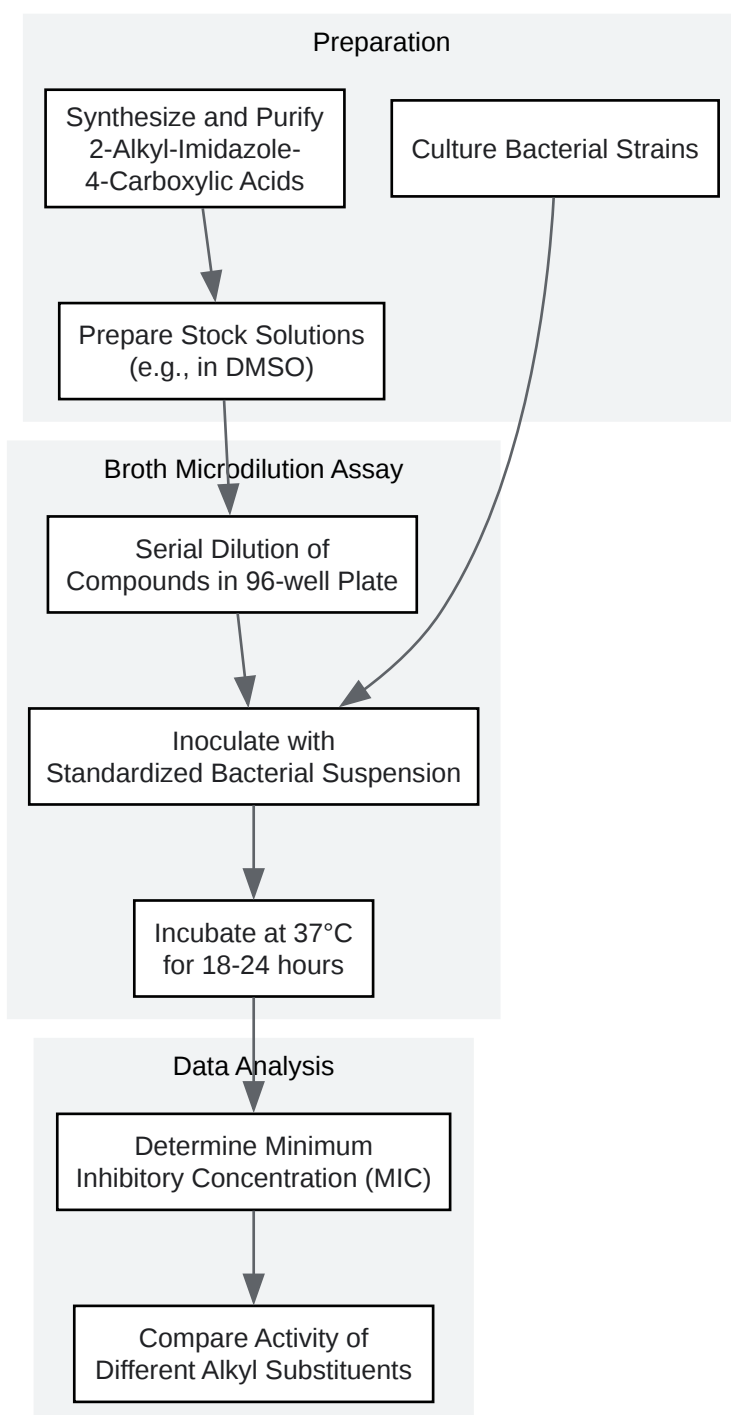 Preparation
Synthesize and Purify
2-Alkyl-Imidazole-
4-Carboxylic Acids
Culture Bacterial Strains
Prepare Stock Solutions
(e.g., in DMSO)
Broth Microdilution Assay
Serial Dilution of
Compounds in 96-well Plate
Inoculate with
Standardized Bacterial Suspension
Incubate at 37°C
for 18-24 hours
Data Analysis
Determine Minimum
Inhibitory Concentration (MIC)
Compare Activity of
Different Alkyl Substituents